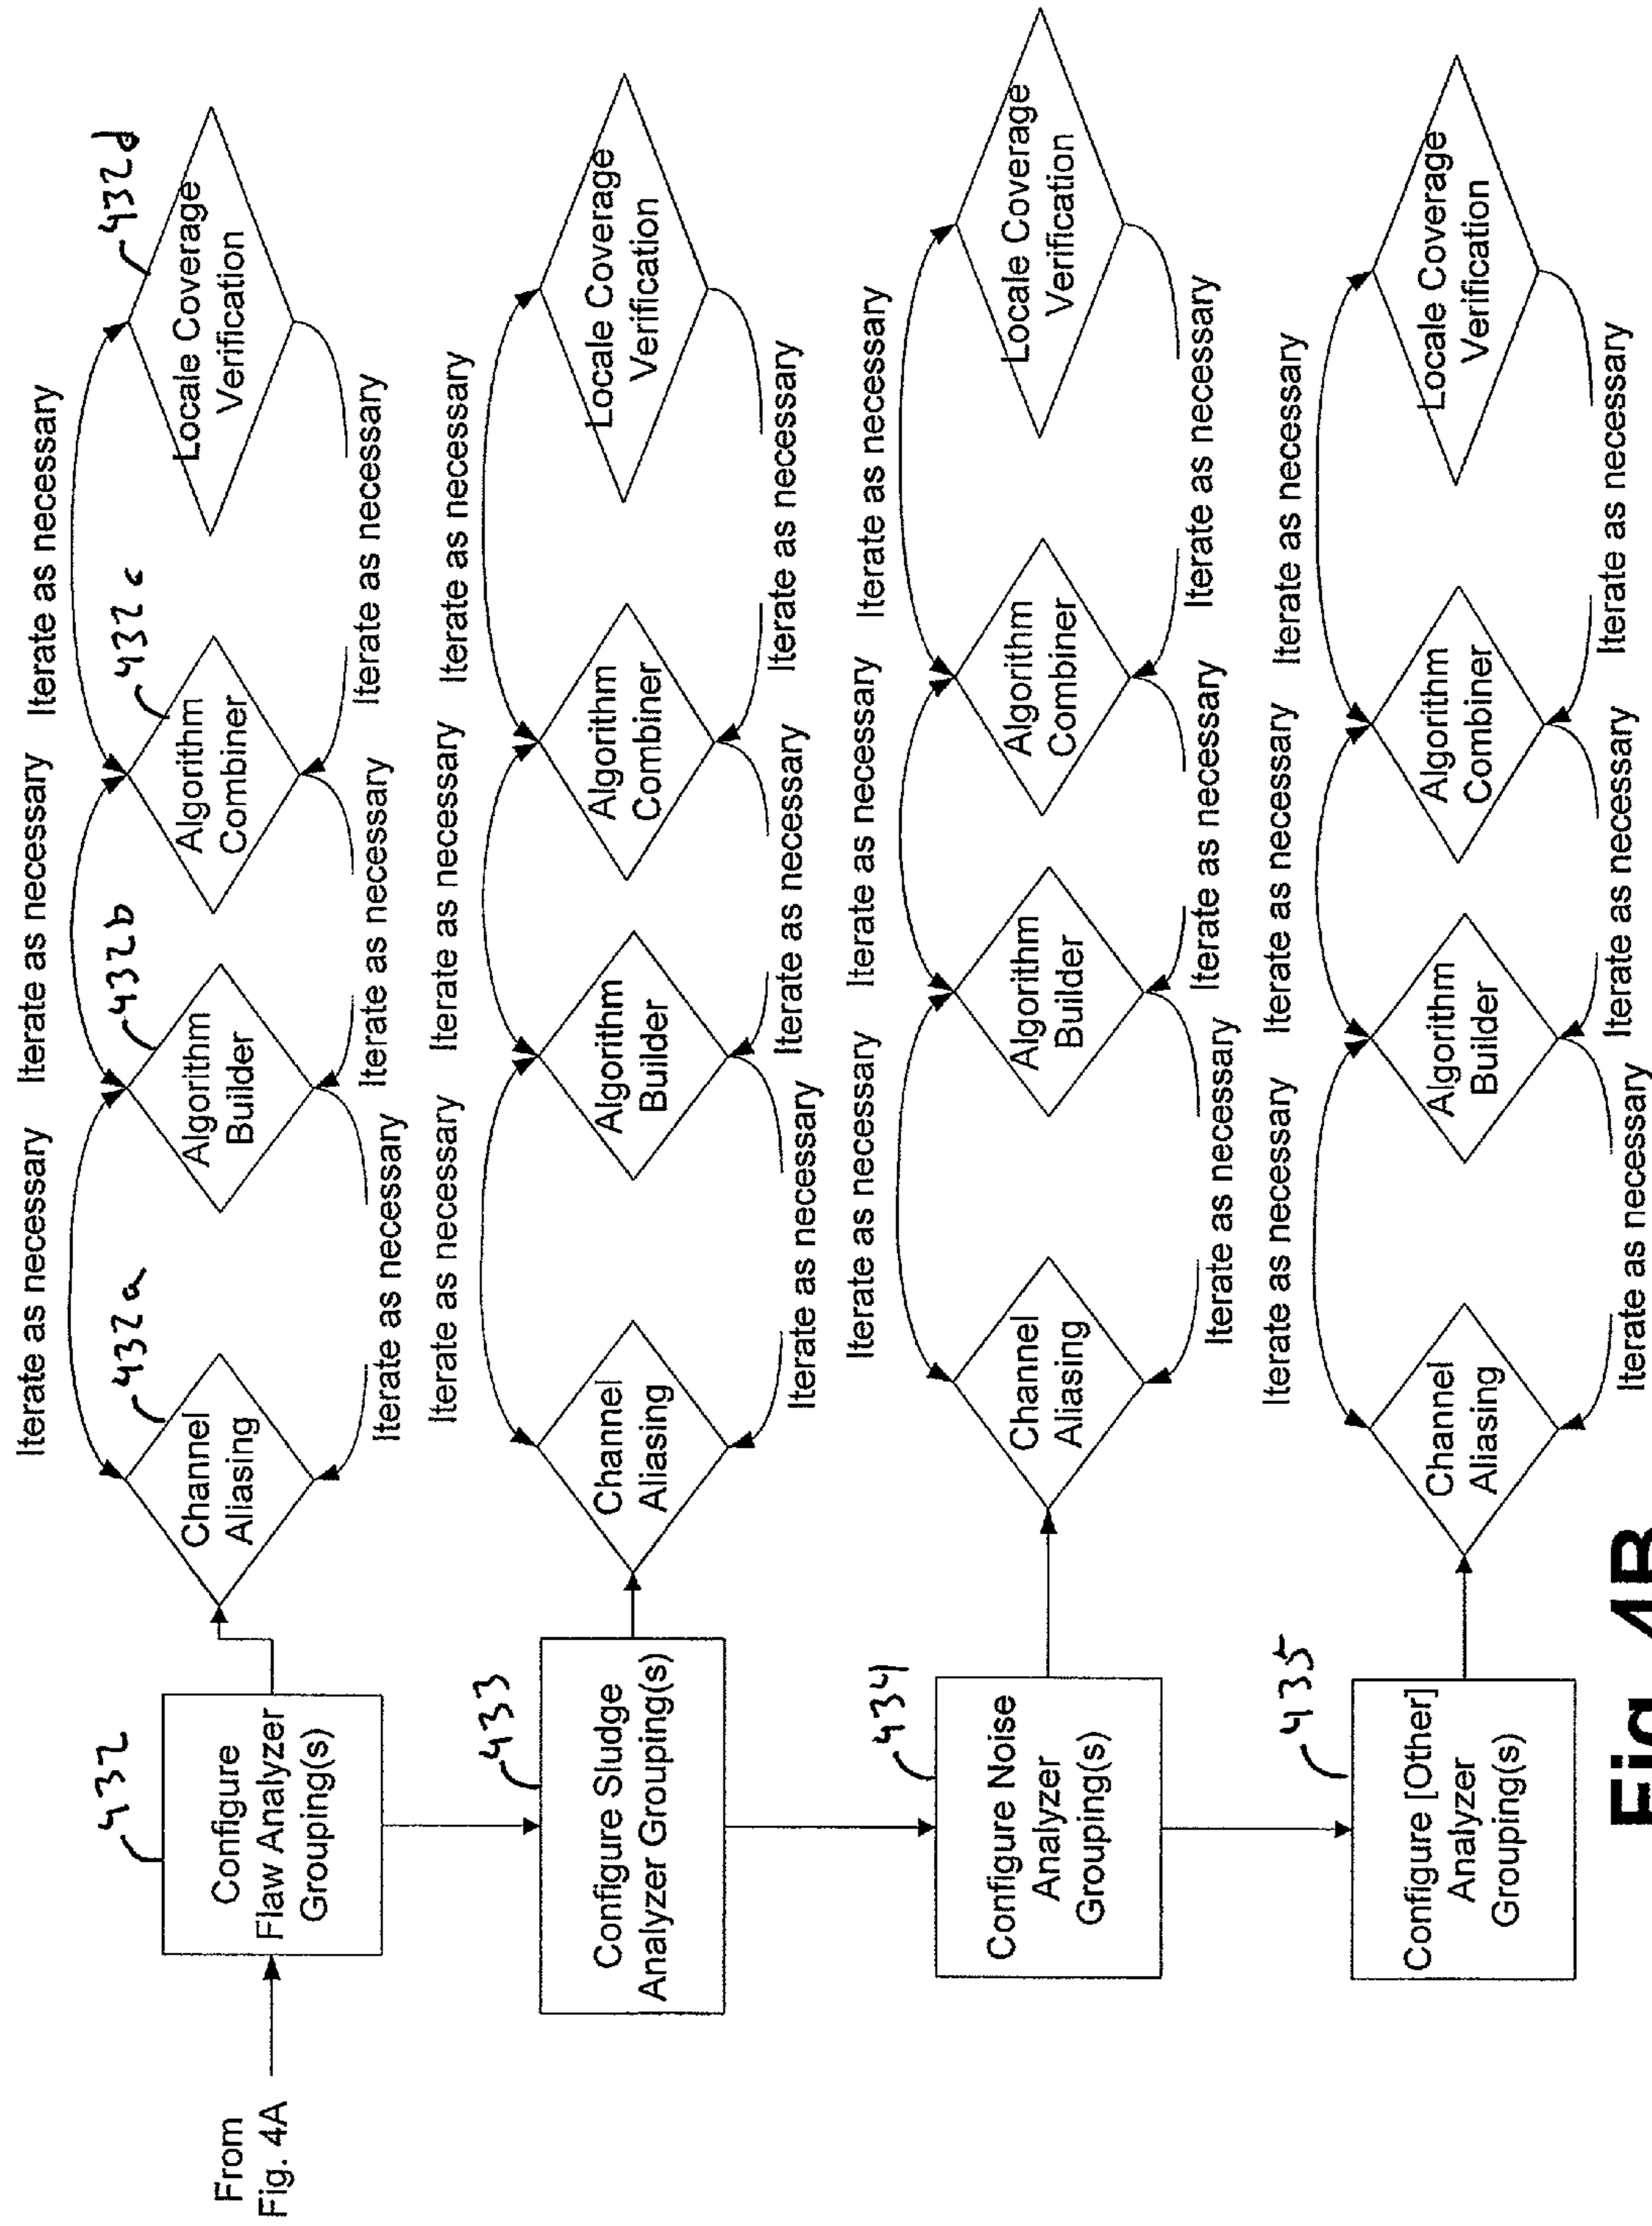 From
Fig. 4A
432
Configure
Flaw Analyzer
Grouping(s)
432a
Channel
Aliasing
432b
Algorithm
Builder
432c
Algorithm
Combiner
432d
Locale Coverage
Verification
Iterate as necessary
Iterate as necessary
Iterate as necessary
Iterate as necessary
Iterate as necessary
Iterate as necessary
433
Configure Sludge
Analyzer Grouping(s)
Channel
Aliasing
Algorithm
Builder
Algorithm
Combiner
Locale Coverage
Verification
Iterate as necessary
Iterate as necessary
Iterate as necessary
Iterate as necessary
Iterate as necessary
Iterate as necessary
434
Configure Noise
Analyzer
Grouping(s)
Channel
Aliasing
Algorithm
Builder
Algorithm
Combiner
Locale Coverage
Verification
Iterate as necessary
Iterate as necessary
Iterate as necessary
Iterate as necessary
Iterate as necessary
Iterate as necessary
435
Configure [Other]
Analyzer
Grouping(s)
Channel
Aliasing
Algorithm
Builder
Algorithm
Combiner
Locale Coverage
Verification
Iterate as necessary
Iterate as necessary
Iterate as necessary
Iterate as necessary
Iterate as necessary
Iterate as necessary
Fig. 4B